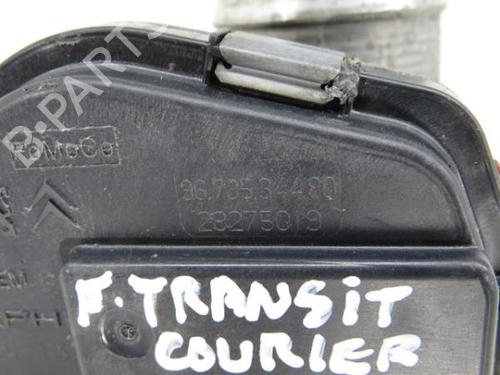 B-PARTS
FoMoCo
9673534480
28275019
F. TRANSIT
COURIER